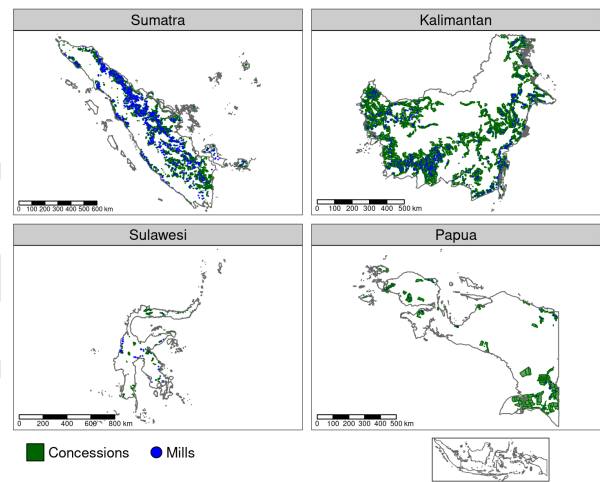 Sumatra
Kalimantan
0 100 200 300 400 500 600 km
0 100 200 300 400 500 km
Sulawesi
Papua
0 200 400 600 800 km
0 100 200 300 400 500 km
Concessions
Mills